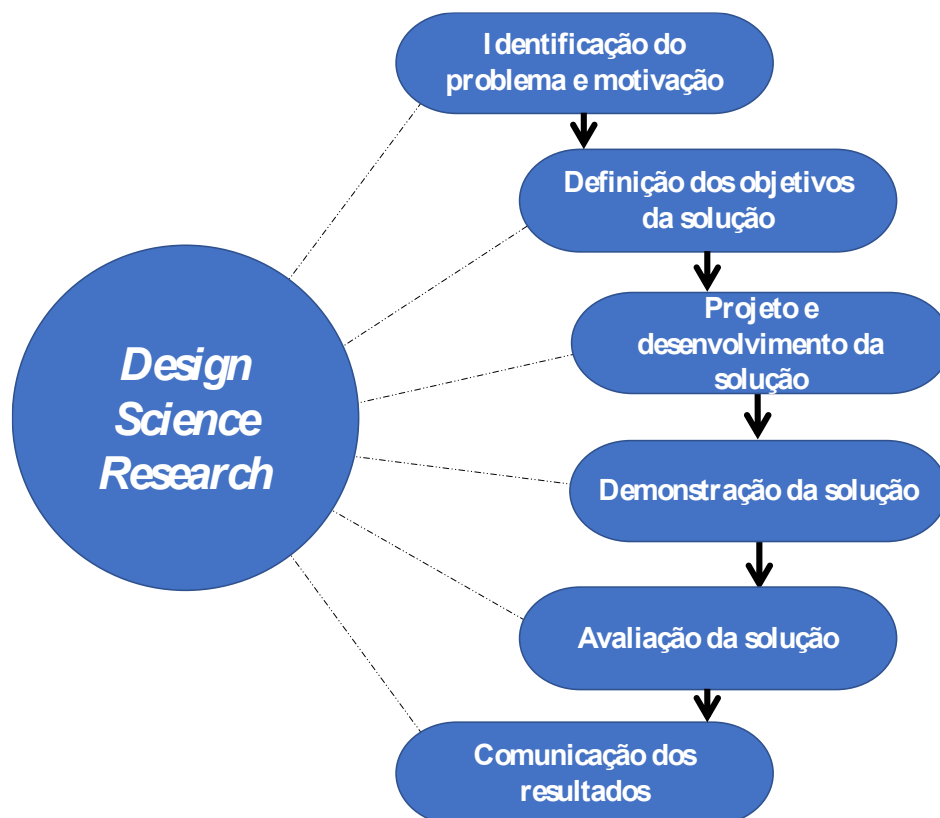 Identificação do
problema e motivação
Definição dos objetivos
da solução
Projeto e
desenvolvimento da
solução
Design
Science
Research
Demonstração da solução
Avaliação da solução
Comunicação dos
resultados